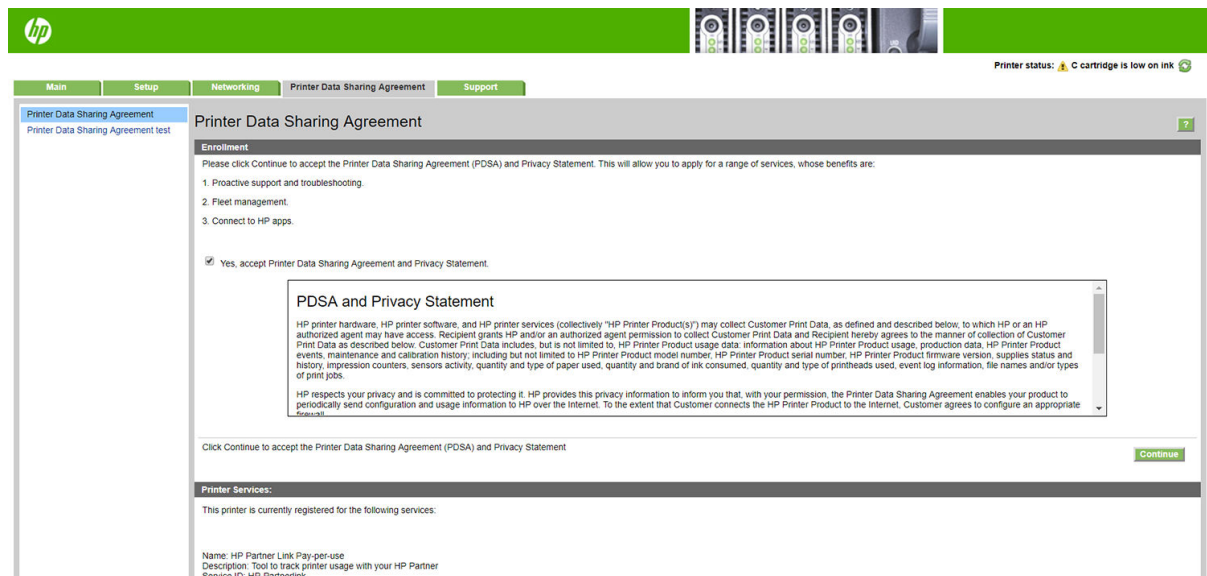 hp
Printer status: C cartridge is low on ink
Main
Setup
Networking
Printer Data Sharing Agreement
Support
Printer Data Sharing Agreement
Printer Data Sharing Agreement test
Printer Data Sharing Agreement
?
Enrollment
Please click Continue to accept the Printer Data Sharing Agreement (PDSA) and Privacy Statement. This will allow you to apply for a range of services, whose benefits are:
1. Proactive support and troubleshooting.
2. Fleet management.
3. Connect to HP apps.
Yes, accept Printer Data Sharing Agreement and Privacy Statement.
PDSA and Privacy Statement
HP printer hardware, HP printer software, and HP printer services (collectively "HP Printer Product(s)") may collect Customer Print Data, as defined and described below, to which HP or an HP
authorized agent may have access. Recipient grants HP and/or an authorized agent permission to collect Customer Print Data and Recipient hereby agrees to the manner of collection of Customer
Print Data as described below. Customer Print Data includes, but is not limited to, HP Printer Product usage data: information about HP Printer Product usage, production data, HP Printer Product
events, maintenance and calibration history; including but not limited to HP Printer Product model number, HP Printer Product serial number, HP Printer Product firmware version, supplies status and
history, impression counters, sensors activity, quantity and type of paper used, quantity and brand of ink consumed, quantity and type of printheads used, event log information, file names and/or types
of print jobs.
HP respects your privacy and is committed to protecting it. HP provides this privacy information to inform you that, with your permission, the Printer Data Sharing Agreement enables your product to
periodically send configuration and usage information to HP over the Internet. To the extent that Customer connects the HP Printer Product to the Internet, Customer agrees to configure an appropriate
firewall
Click Continue to accept the Printer Data Sharing Agreement (PDSA) and Privacy Statement
Continue
Printer Services:
This printer is currently registered for the following services:
Name: HP Partner Link Pay-per-use
Description: Tool to track printer usage with your HP Partner
Service ID: HP Partnerlink